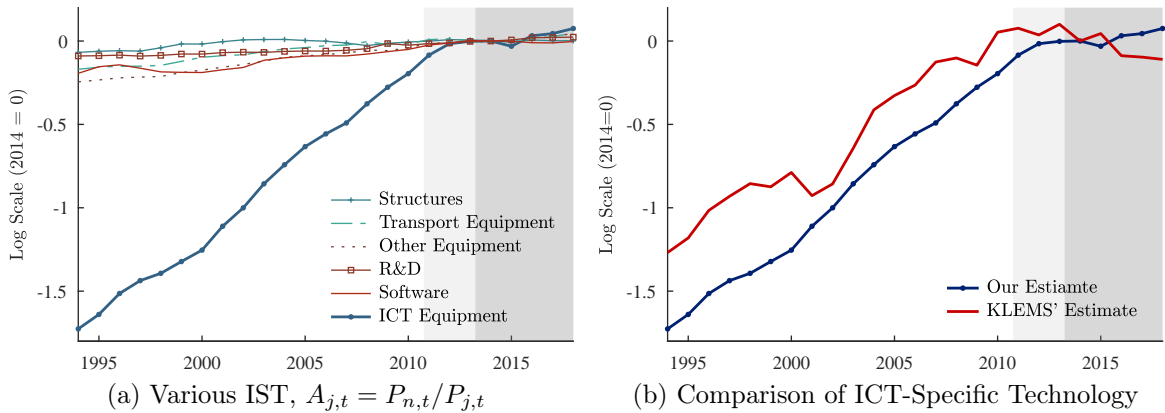 Log Scale (2014 = 0)
0
-0.5
-1
-1.5
1995
2000
2005
2010
2015
Structures
Transport Equipment
Other Equipment
R&D
Software
ICT Equipment
(a) Various IST, A_{j,t} = P_{n,t}/P_{j,t}
Log Scale (2014=0)
0
-0.5
-1
-1.5
1995
2000
2005
2010
2015
Our Estiamte
KLEMS' Estimate
(b) Comparison of ICT-Specific Technology